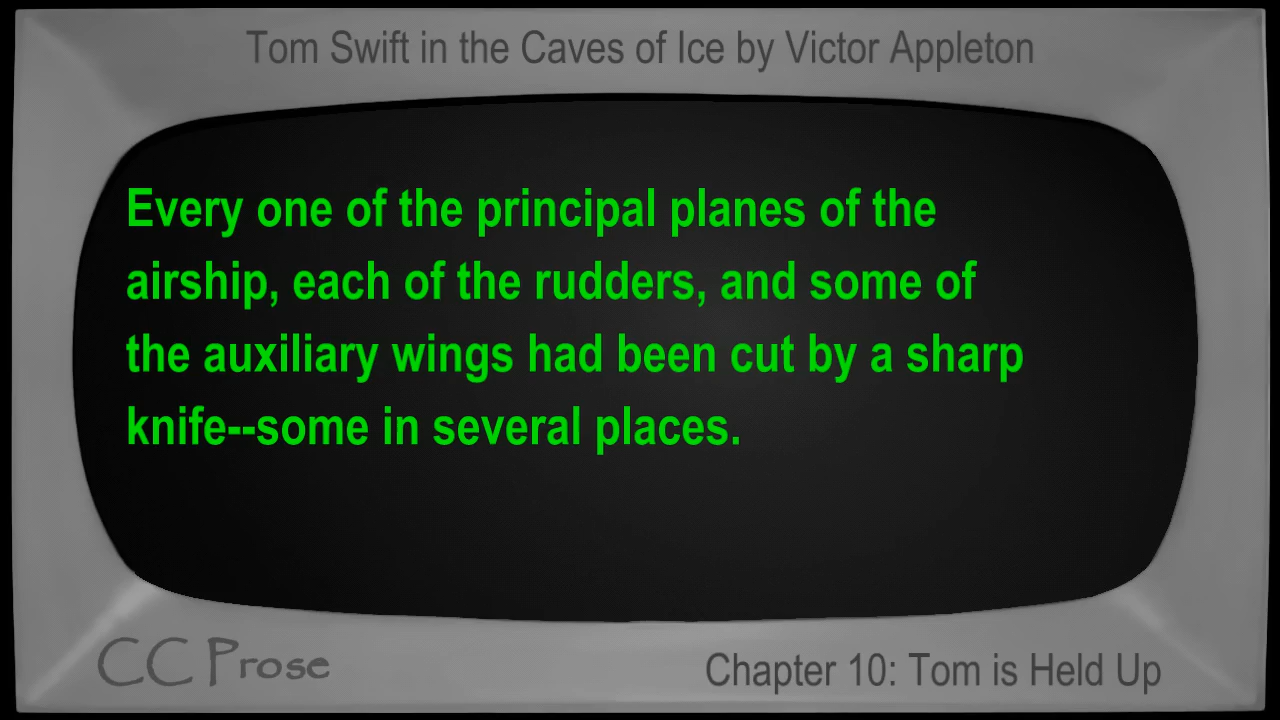 Tom Swift in the Caves of Ice by Victor Appleton
Every one of the principal planes of the
airship, each of the rudders, and some of
the auxiliary wings had been cut by a sharp
knife--some in several places.
CC Prose
Chapter 10: Tom is Held Up